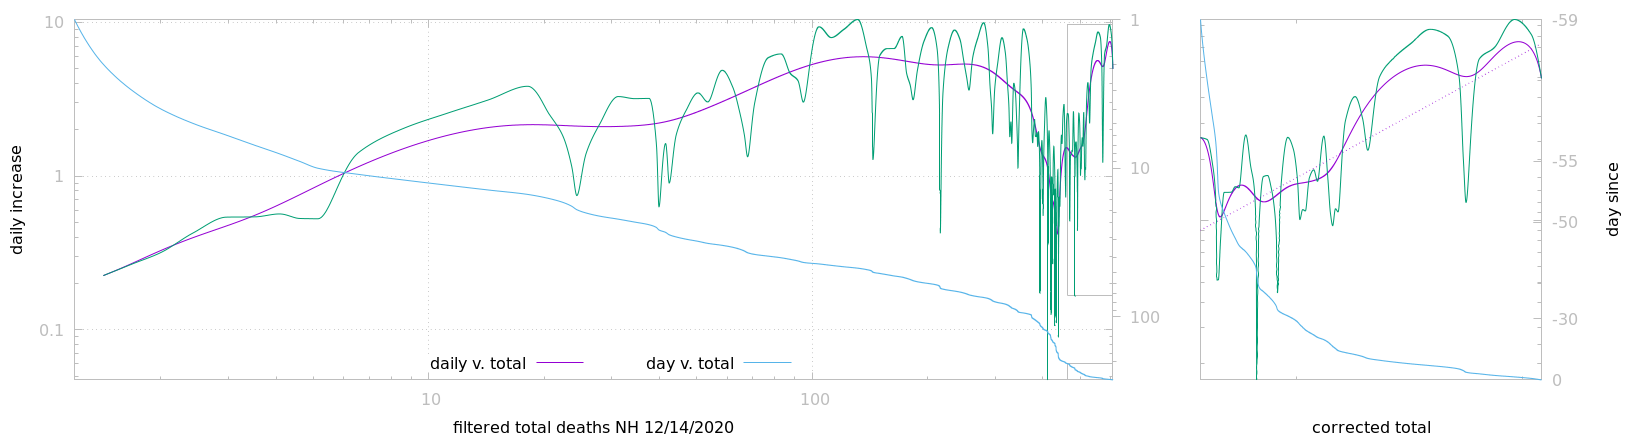 10
1
0.1
daily increase
daily v. total
day v. total
10
100
filtered total deaths NH 12/14/2020
1
10
100
-59
-55
-50
-30
0
day since
corrected total